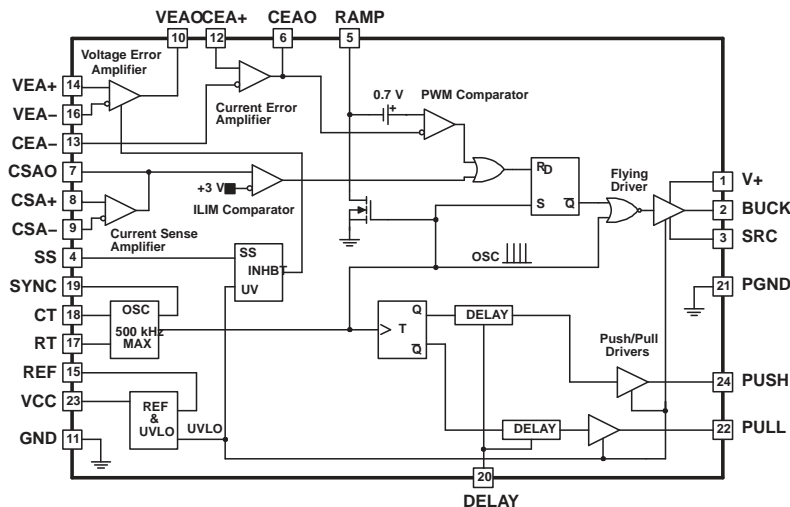 VEAO CEA+ CEAO RAMP
10 12 6 5
Voltage Error
Amplifier
VEA+ 14
VEA− 16
CEA− 13
Current Error
Amplifier
0.7 V
+
PWM Comparator
CSAO 7
CSA+ 8
CSA− 9
Current Sense
Amplifier
+3 V
ILIM Comparator
RD
S
Q
Flying
Driver
1 V+
2 BUCK
3 SRC
SS 4
SS
INHBT
UV
OSC
SYNC 19
CT 18
RT 17
OSC
500 kHz
MAX
21 PGND
T
Q
Q
DELAY
Push/Pull
Drivers
REF 15
VCC 23
GND 11
REF
&
UVLO
UVLO
DELAY
24 PUSH
22 PULL
20
DELAY